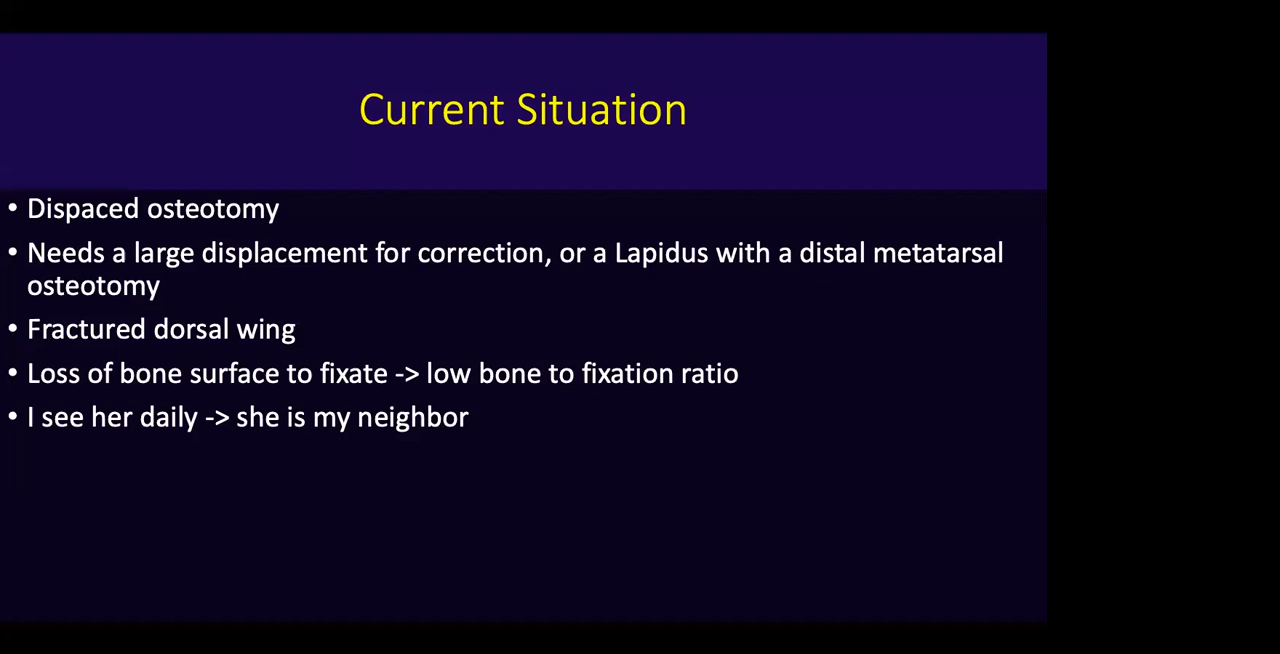 Current Situation
• Dispaced osteotomy
• Needs a large displacement for correction, or a Lapidus with a distal metatarsal
osteotomy
• Fractured dorsal wing
• Loss of bone surface to fixate -> low bone to fixation ratio
• I see her daily -> she is my neighbor